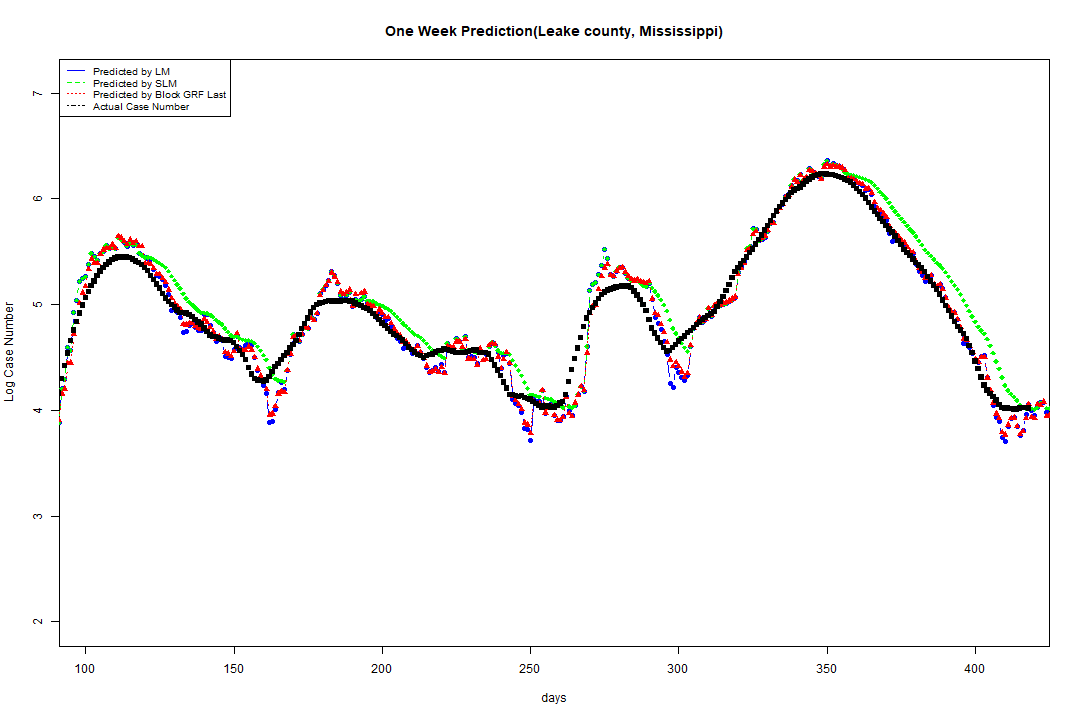 One Week Prediction(Leake county, Mississippi)
Predicted by LM
Predicted by SLM
Predicted by Block GRF Last
Actual Case Number
Log Case Number
7
6
5
4
3
2
100 150 200 250 300 350 400
days